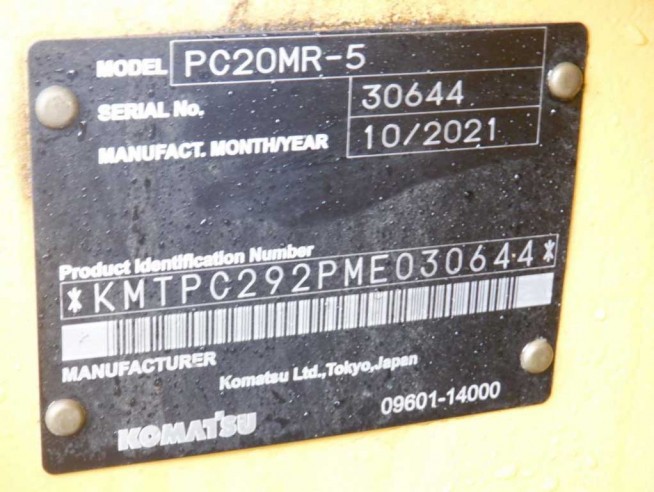 MODEL PC20MR-5
SERIAL No. 30644
MANUFACT. MONTH/YEAR 10/2021
Product Identification Number
*KMTPC292PME030644*
MANUFACTURER
Komatsu Ltd.,Tokyo,Japan
KOMATSU 09601-14000